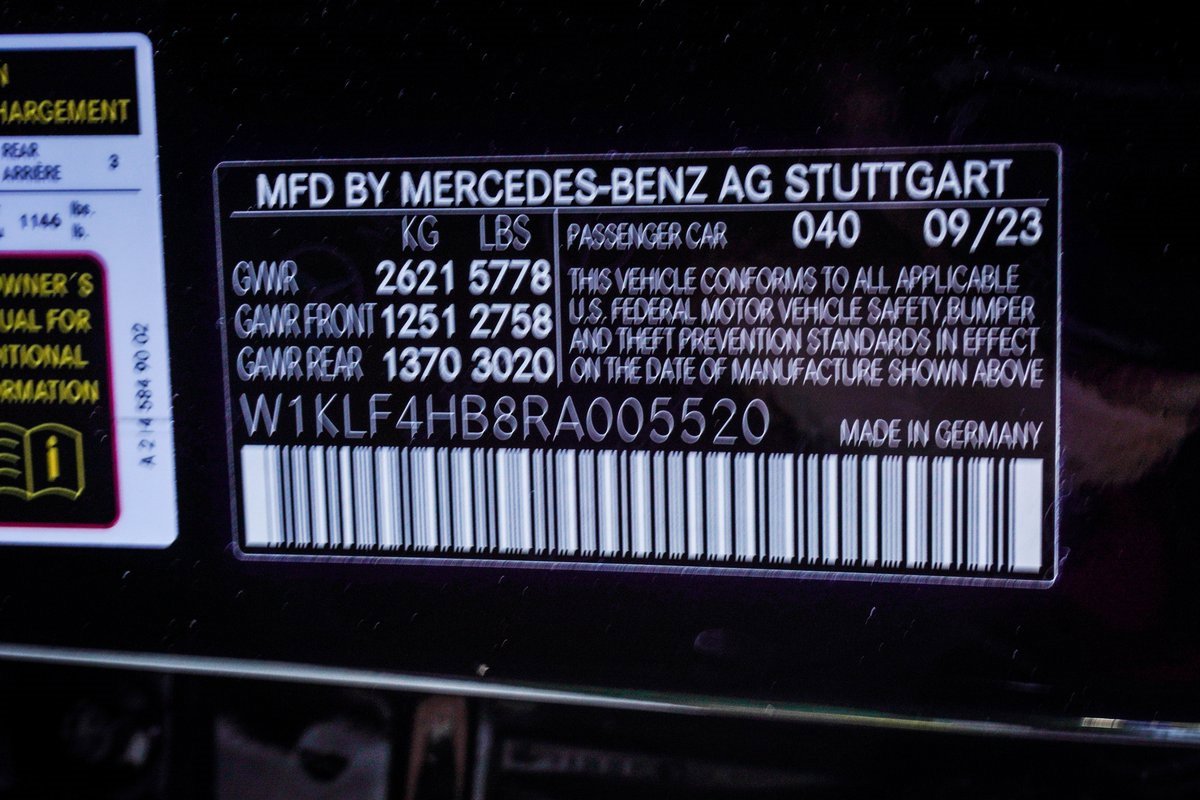 HARGEMENT
REAR 3
ARRIÈRE
1146 lbs.
lb.
OWNER´S
UAL FOR
DITIONAL
ORMATION
i
A 214 584 00 02
MFD BY MERCEDES-BENZ AG STUTTGART
KG LBS
GVWR 2621 5778
GAWR FRONT 1251 2758
GAWR REAR 1370 3020
PASSENGER CAR 040 09/23
THIS VEHICLE CONFORMS TO ALL APPLICABLE
U.S. FEDERAL MOTOR VEHICLE SAFETY,BUMPER
AND THEFT PREVENTION STANDARDS IN EFFECT
ON THE DATE OF MANUFACTURE SHOWN ABOVE
W1KLF4HB8RA005520
MADE IN GERMANY